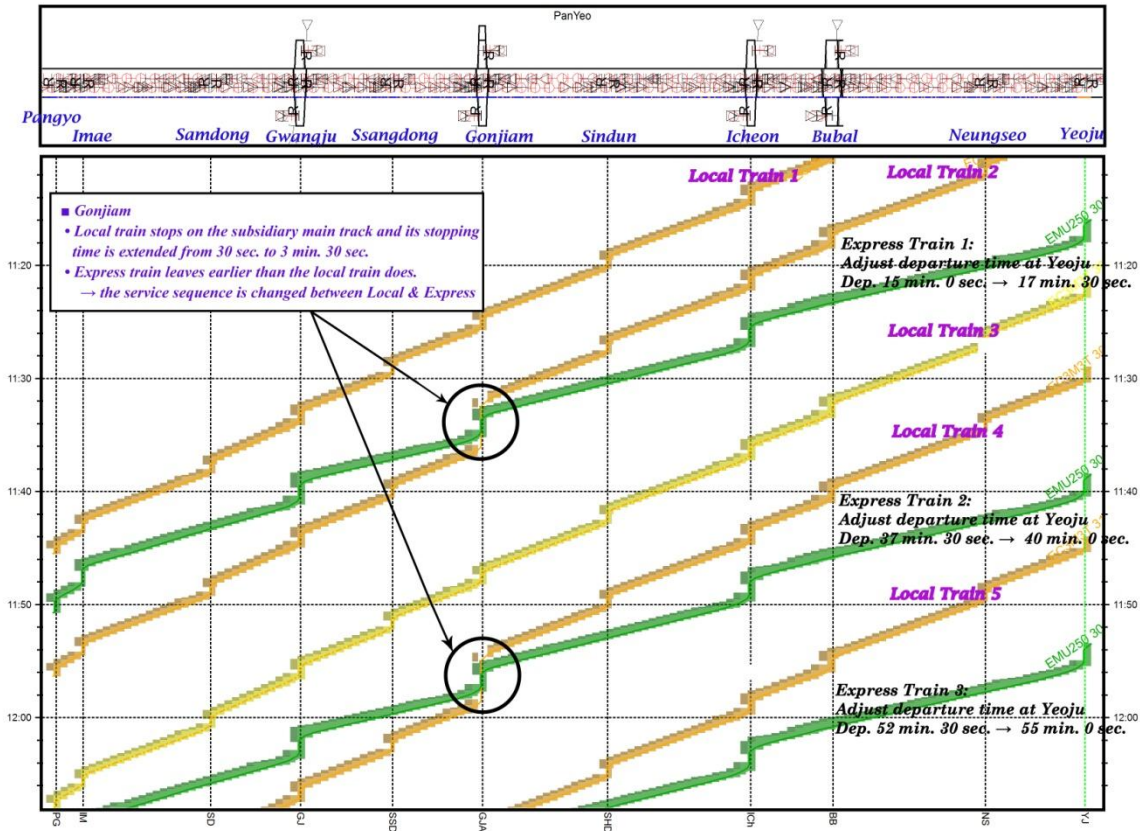 PanYeo
Pangyo
Imae
Samdong
Gwangju
Ssangdong
Gonjiam
Sindun
Icheon
Bubal
Neungseo
Yeoju
Local Train 1
Local Train 2
■ Gonjiam
• Local train stops on the subsidiary main track and its stopping
time is extended from 30 sec. to 3 min. 30 sec.
• Express train leaves earlier than the local train does.
→ the service sequence is changed between Local & Express
EMU250 30
Express Train 1:
Adjust departure time at Yeoju
Dep. 15 min. 0 sec. → 17 min. 30 sec.
11:20
11:20
Local Train 3
11:30
11:30
Local Train 4
EMU250 30
Express Train 2:
Adjust departure time at Yeoju
Dep. 37 min. 30 sec. → 40 min. 0 sec.
11:40
11:40
Local Train 5
11:50
11:50
EMU250 30
Express Train 3:
Adjust departure time at Yeoju
Dep. 52 min. 30 sec. → 55 min. 0 sec.
12:00
12:00
PG
IM
SD
GJ
SSD
GJA
SHD
ICh
BB
NS
YJ